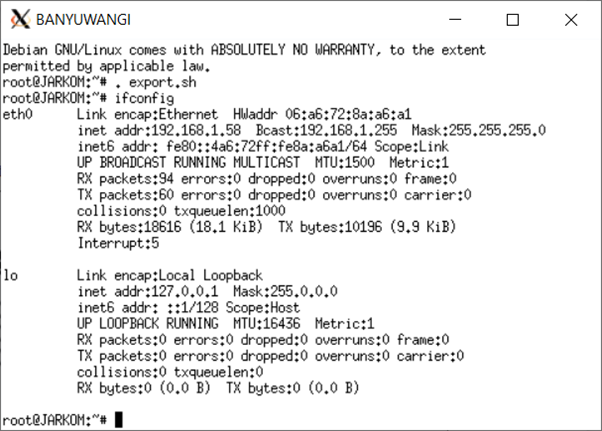 BANYUWANGI
Debian GNU/Linux comes with ABSOLUTELY NO WARRANTY, to the extent
permitted by applicable law.
root@JARKOM:~# . export.sh
root@JARKOM:~# ifconfig
eth0      Link encap:Ethernet  HWaddr 06:a6:72:8a:a6:a1
          inet addr:192.168.1.58  Bcast:192.168.1.255  Mask:255.255.255.0
          inet6 addr: fe80::4a6:72ff:fe8a:a6a1/64 Scope:Link
          UP BROADCAST RUNNING MULTICAST  MTU:1500  Metric:1
          RX packets:94 errors:0 dropped:0 overruns:0 frame:0
          TX packets:60 errors:0 dropped:0 overruns:0 carrier:0
          collisions:0 txqueuelen:1000
          RX bytes:18616 (18.1 KiB)  TX bytes:10196 (9.9 KiB)
          Interrupt:5
lo        Link encap:Local Loopback
          inet addr:127.0.0.1  Mask:255.0.0.0
          inet6 addr: ::1/128 Scope:Host
          UP LOOPBACK RUNNING  MTU:16436  Metric:1
          RX packets:0 errors:0 dropped:0 overruns:0 frame:0
          TX packets:0 errors:0 dropped:0 overruns:0 carrier:0
          collisions:0 txqueuelen:0
          RX bytes:0 (0.0 B)  TX bytes:0 (0.0 B)
root@JARKOM:~#